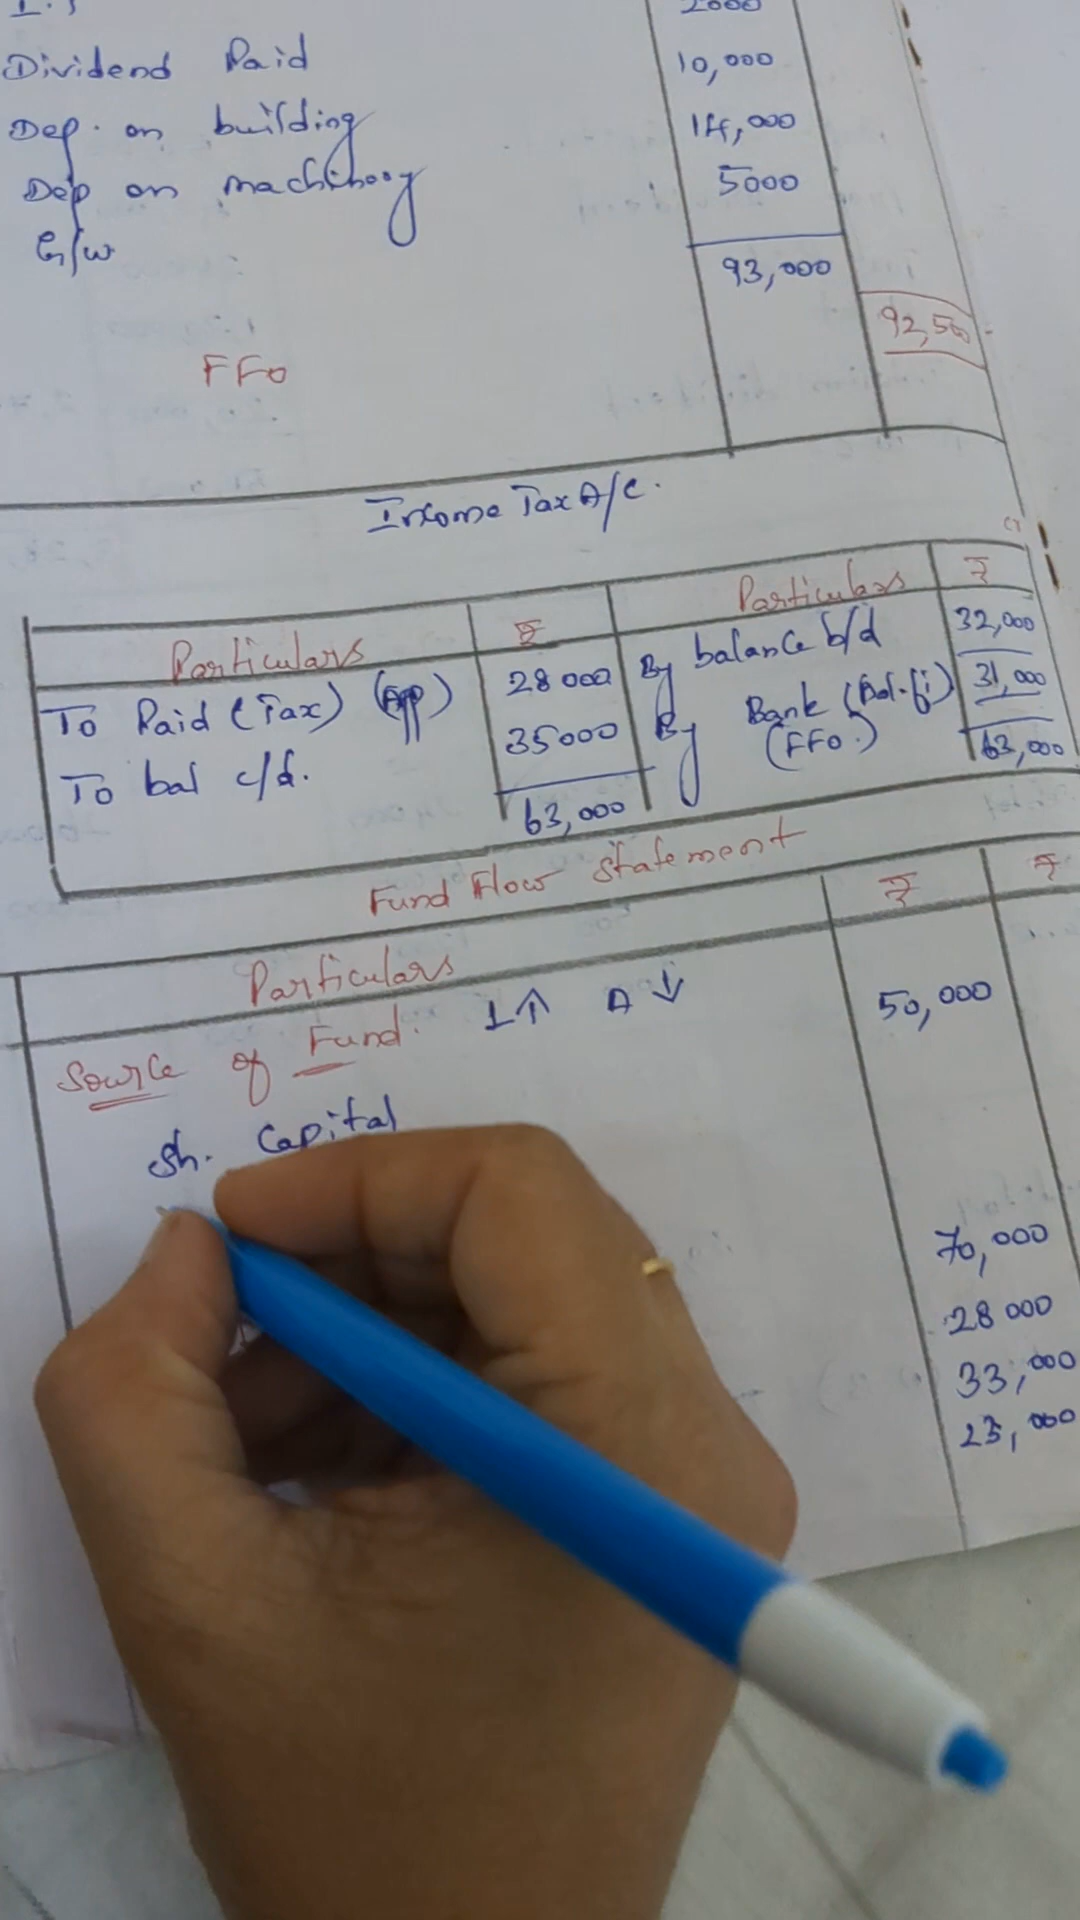 2000
Dividend Paid 10,000
Dep. on building 14,000
Dep on machinery 5000
G/w
93,000
92,500
FFO
Income Tax A/c.
Particulars ₹ Particulars ₹
To Paid (Tax) (App) 28000 By balance b/d 32,000
To bal c/d. 35000 By Bank (Bal.fi) 31,000
(FFO.)
63,000 63,000
Fund Flow Statement
Particulars ₹ ₹
Source of Fund. L↑ A↓
Sh. Capital 50,000
70,000
28000
33,000